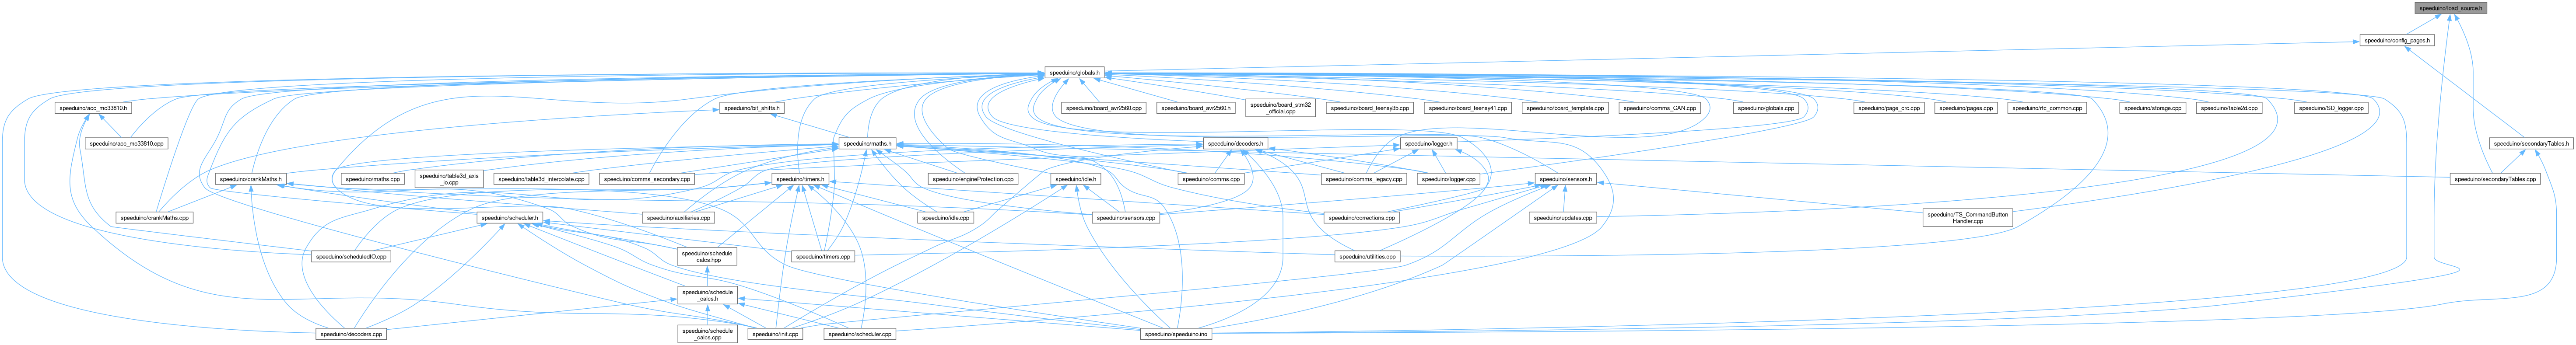 speeduino/load_source.h
speeduino/config_pages.h
speeduino/globals.h
speeduino/acc_mc33810.h
speeduino/bit_shifts.h
speeduino/board_avr2560.cpp
speeduino/board_avr2560.h
speeduino/board_stm32
_official.cpp
speeduino/board_teensy35.cpp
speeduino/board_teensy41.cpp
speeduino/board_template.cpp
speeduino/comms_CAN.cpp
speeduino/globals.cpp
speeduino/page_crc.cpp
speeduino/pages.cpp
speeduino/rtc_common.cpp
speeduino/storage.cpp
speeduino/table2d.cpp
speeduino/SD_logger.cpp
speeduino/acc_mc33810.cpp
speeduino/maths.h
speeduino/decoders.h
speeduino/logger.h
speeduino/secondaryTables.h
speeduino/crankMaths.h
speeduino/maths.cpp
speeduino/table3d_axis
_io.cpp
speeduino/table3d_interpolate.cpp
speeduino/comms_secondary.cpp
speeduino/timers.h
speeduino/engineProtection.cpp
speeduino/idle.h
speeduino/comms.cpp
speeduino/comms_legacy.cpp
speeduino/logger.cpp
speeduino/sensors.h
speeduino/secondaryTables.cpp
speeduino/crankMaths.cpp
speeduino/scheduler.h
speeduino/auxiliaries.cpp
speeduino/idle.cpp
speeduino/sensors.cpp
speeduino/corrections.cpp
speeduino/updates.cpp
speeduino/TS_CommandButton
Handler.cpp
speeduino/scheduledIO.cpp
speeduino/schedule
_calcs.hpp
speeduino/timers.cpp
speeduino/utilities.cpp
speeduino/schedule
_calcs.h
speeduino/decoders.cpp
speeduino/schedule
_calcs.cpp
speeduino/init.cpp
speeduino/scheduler.cpp
speeduino/speeduino.ino